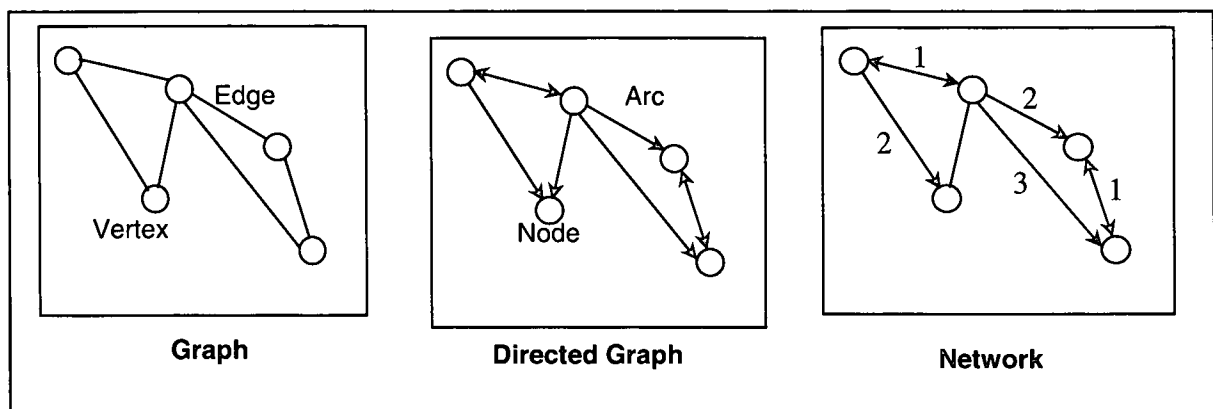 Edge
Vertex
Graph
Arc
Node
Directed Graph
1
2
2
3
1
Network